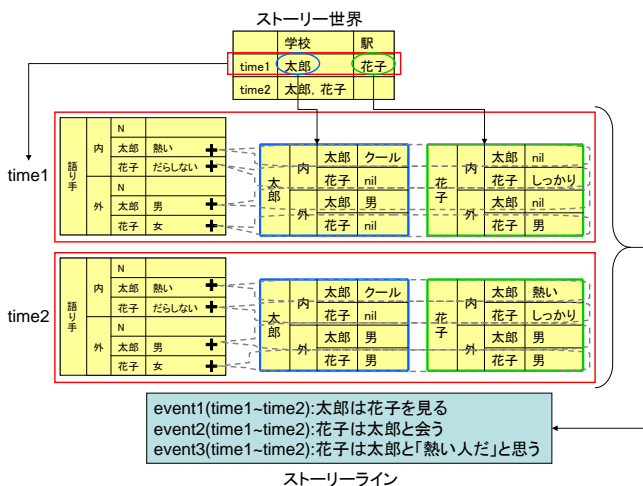 ストーリー世界
学校 駅
time1 太郎 花子
time2 太郎, 花子
time1
語り手 内 N
太郎 熱い
花子 だらしない
外 N
太郎 男
花子 女
太郎 内 太郎 クール
花子 nil
外 太郎 男
花子 nil
花子 内 太郎 nil
花子 しっかり
外 太郎 nil
花子 男
time2
語り手 内 N
太郎 熱い
花子 だらしない
外 N
太郎 男
花子 女
太郎 内 太郎 クール
花子 nil
外 太郎 男
花子 男
花子 内 太郎 熱い
花子 しっかり
外 太郎 男
花子 男
event1(time1~time2):太郎は花子を見る
event2(time1~time2):花子は太郎と会う
event3(time1~time2):花子は太郎と「熱い人だ」と思う
ストーリーライン